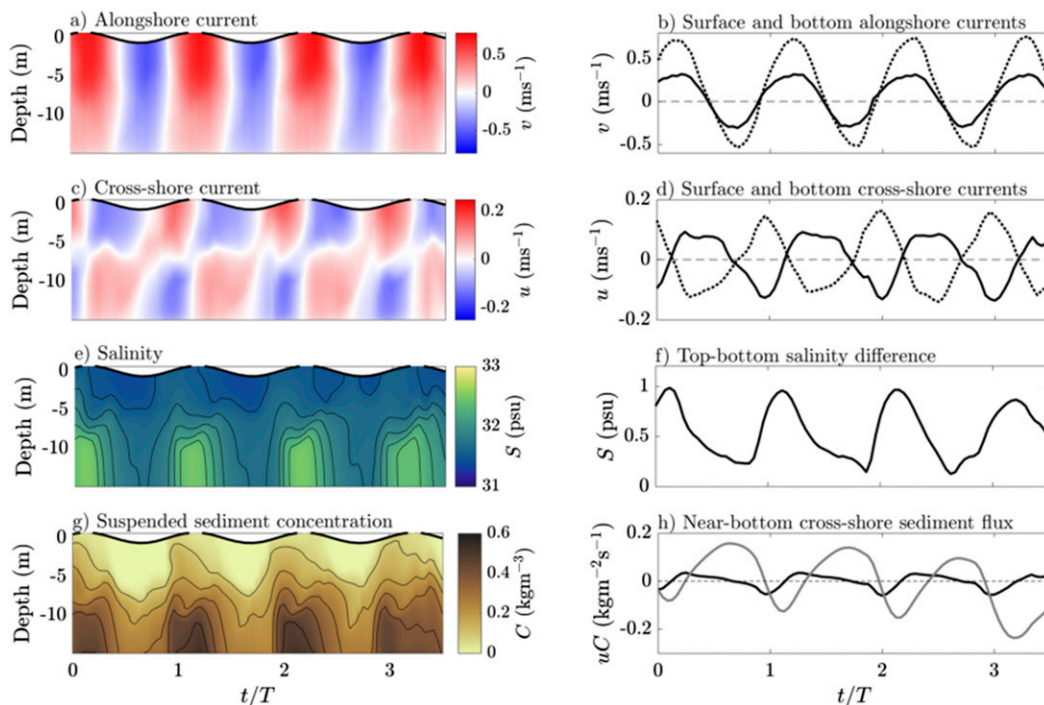 a) Alongshore current
0
-5
-10
Depth (m)
0.5
0
-0.5
v (ms⁻¹)
b) Surface and bottom alongshore currents
0.5
0
-0.5
v (ms⁻¹)
c) Cross-shore current
0
-5
-10
Depth (m)
0.2
0
-0.2
u (ms⁻¹)
d) Surface and bottom cross-shore currents
0.2
0
-0.2
u (ms⁻¹)
e) Salinity
0
-5
-10
Depth (m)
33
32
31
S (psu)
f) Top-bottom salinity difference
1
0.5
0
S (psu)
g) Suspended sediment concentration
0
-5
-10
Depth (m)
0 1 2 3
t/T
0.6
0.4
0.2
0
C (kgm⁻³)
h) Near-bottom cross-shore sediment flux
0.2
0
-0.2
uC (kgm⁻²s⁻¹)
0 1 2 3
t/T